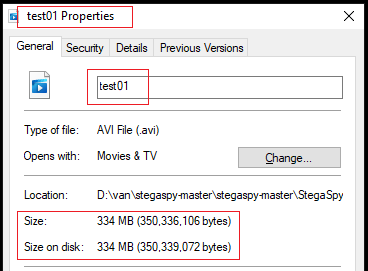 test01 Properties
General Security Details Previous Versions
test01
Type of file: AVI File (.avi)
Opens with: Movies & TV Change...
Location: D:\van\stegaspy-master\stegaspy-master\StegaSpy
Size: 334 MB (350,336,106 bytes)
Size on disk: 334 MB (350,339,072 bytes)